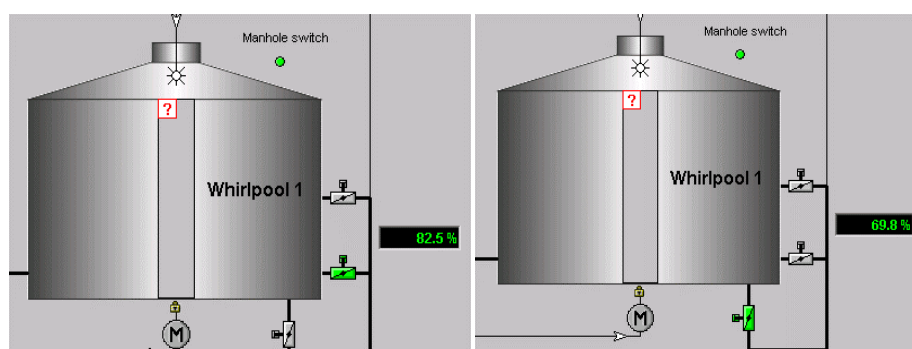 Manhole switch
?
Whirlpool 1
82.5 %
M
Manhole switch
?
Whirlpool 1
69.8 %
M